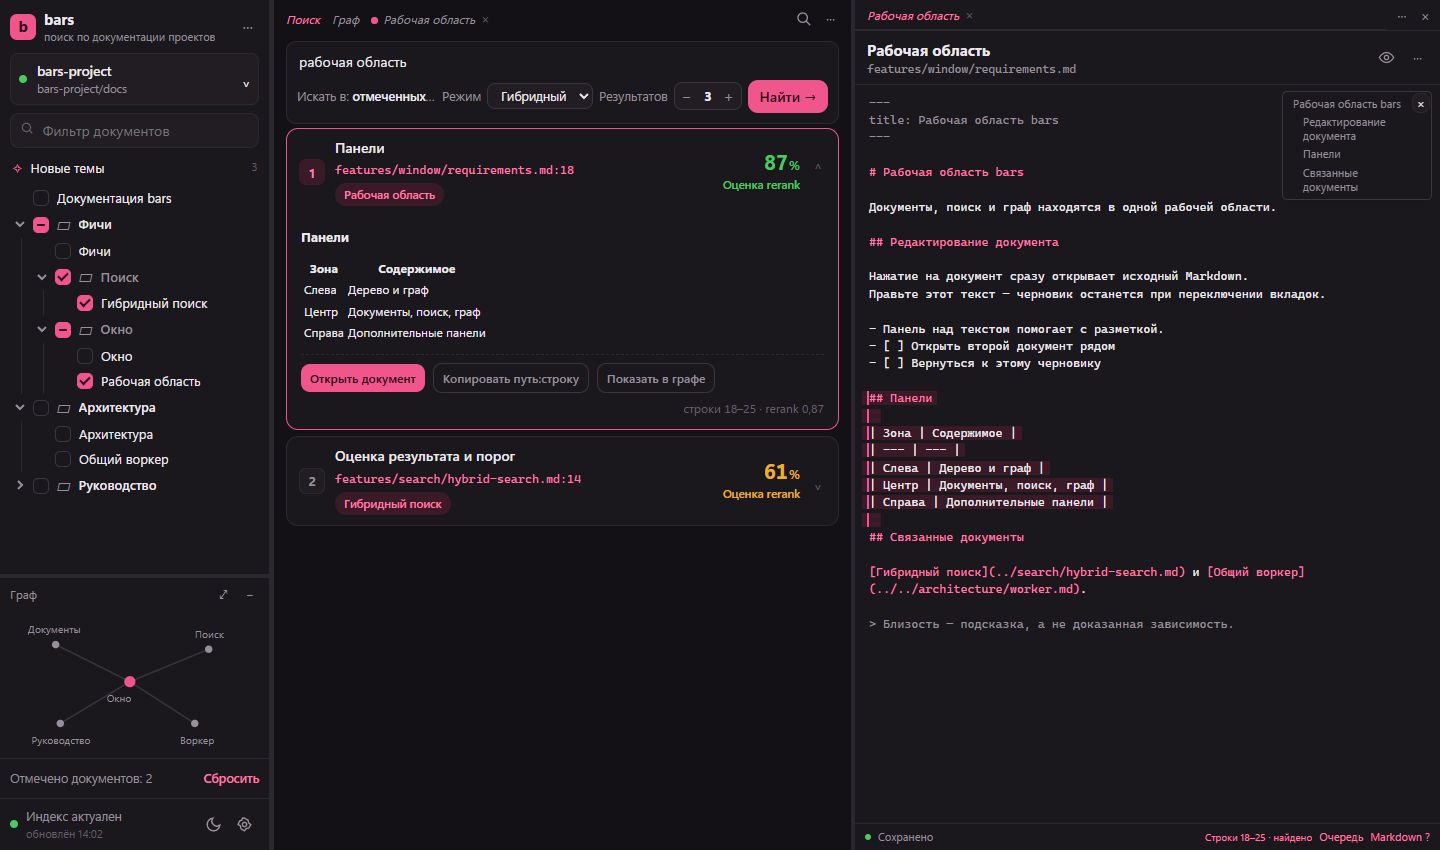 b
bars
поиск по документации проектов
...
bars-project
bars-project/docs
Фильтр документов
Новые темы 3
Документация bars
Фичи
Фичи
Поиск
Гибридный поиск
Окно
Окно
Рабочая область
Архитектура
Архитектура
Общий воркер
Руководство
Граф
Документы
Поиск
Окно
Руководство
Воркер
Отмечено документов: 2 Сбросить
Индекс актуален
обновлён 14:02
Поиск Граф Рабочая область ×
...
рабочая область
Искать в: отмеченных... Режим Гибридный Результатов − 3 + Найти →
1
Панели
features/window/requirements.md:18
Рабочая область
87%
Оценка rerank
Панели
Зона Содержимое
Слева Дерево и граф
Центр Документы, поиск, граф
Справа Дополнительные панели
Открыть документ Копировать путь:строку Показать в графе
строки 18–25 · rerank 0,87
2
Оценка результата и порог
features/search/hybrid-search.md:14
Гибридный поиск
61%
Оценка rerank
Рабочая область × ... ×
Рабочая область
features/window/requirements.md
...
Рабочая область bars ×
Редактирование
документа
Панели
Связанные
документы
---
title: Рабочая область bars
---
# Рабочая область bars
Документы, поиск и граф находятся в одной рабочей области.
## Редактирование документа
Нажатие на документ сразу открывает исходный Markdown.
Правьте этот текст — черновик останется при переключении вкладок.
- Панель над текстом помогает с разметкой.
- [ ] Открыть второй документ рядом
- [ ] Вернуться к этому черновику
## Панели
| Зона | Содержимое |
| --- | --- |
| Слева | Дерево и граф |
| Центр | Документы, поиск, граф |
| Справа | Дополнительные панели |
## Связанные документы
[Гибридный поиск](../search/hybrid-search.md) и [Общий воркер]
(../../architecture/worker.md).
> Близость — подсказка, а не доказанная зависимость.
Сохранено Строки 18–25 · найдено Очередь Markdown ?